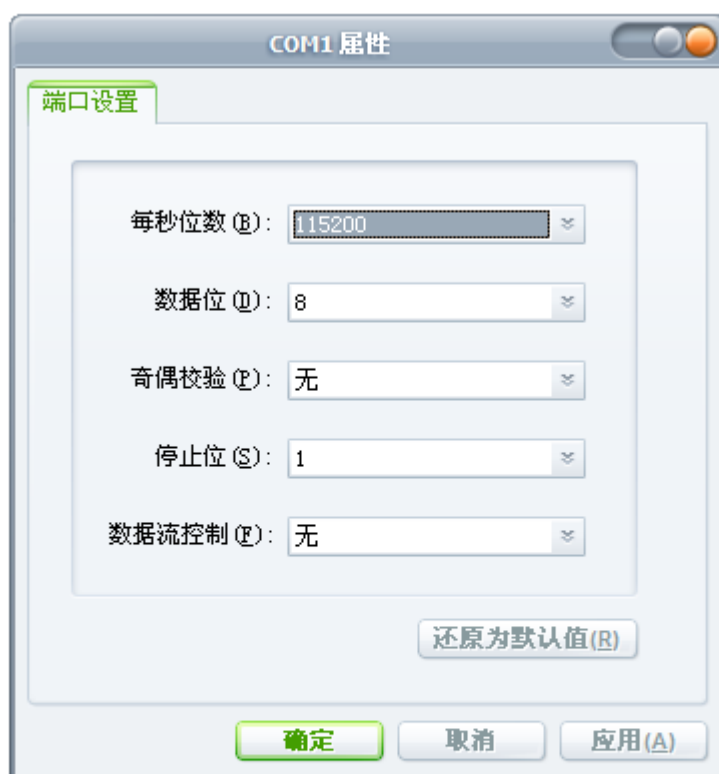 COM1 属性
端口设置
每秒位数(B): 115200
数据位(D): 8
奇偶校验(P): 无
停止位(S): 1
数据流控制(F): 无
还原为默认值(R)
确定 取消 应用(A)